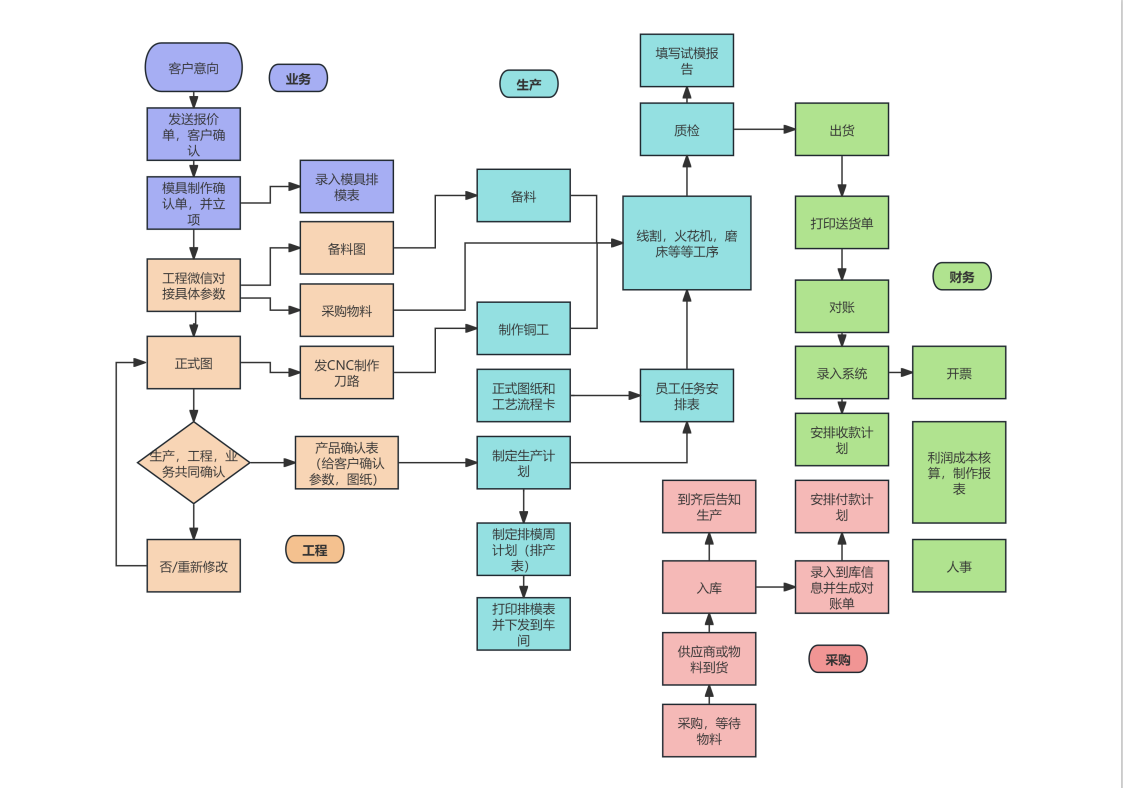 客户意向
业务
发送报价
单，客户确
认
模具制作确
认单，并立
项
录入模具排
模表
工程微信对
接具体参数
备料图
采购物料
正式图
发CNC制作
刀路
生产，工程，业
务共同确认
产品确认表
（给客户确认
参数，图纸）
否/重新修改
工程
生产
备料
制作铜工
正式图纸和
工艺流程卡
制定生产计
划
制定排模周
计划（排产
表）
打印排模表
并下发到车
间
填写试模报
告
质检
线割，火花机，磨
床等等工序
员工任务安
排表
出货
打印送货单
财务
对账
录入系统
开票
安排收款计
划
利润成本核
算，制作报
表
人事
到齐后告知
生产
安排付款计
划
入库
录入到库信
息并生成对
账单
供应商或物
料到货
采购
采购，等待
物料